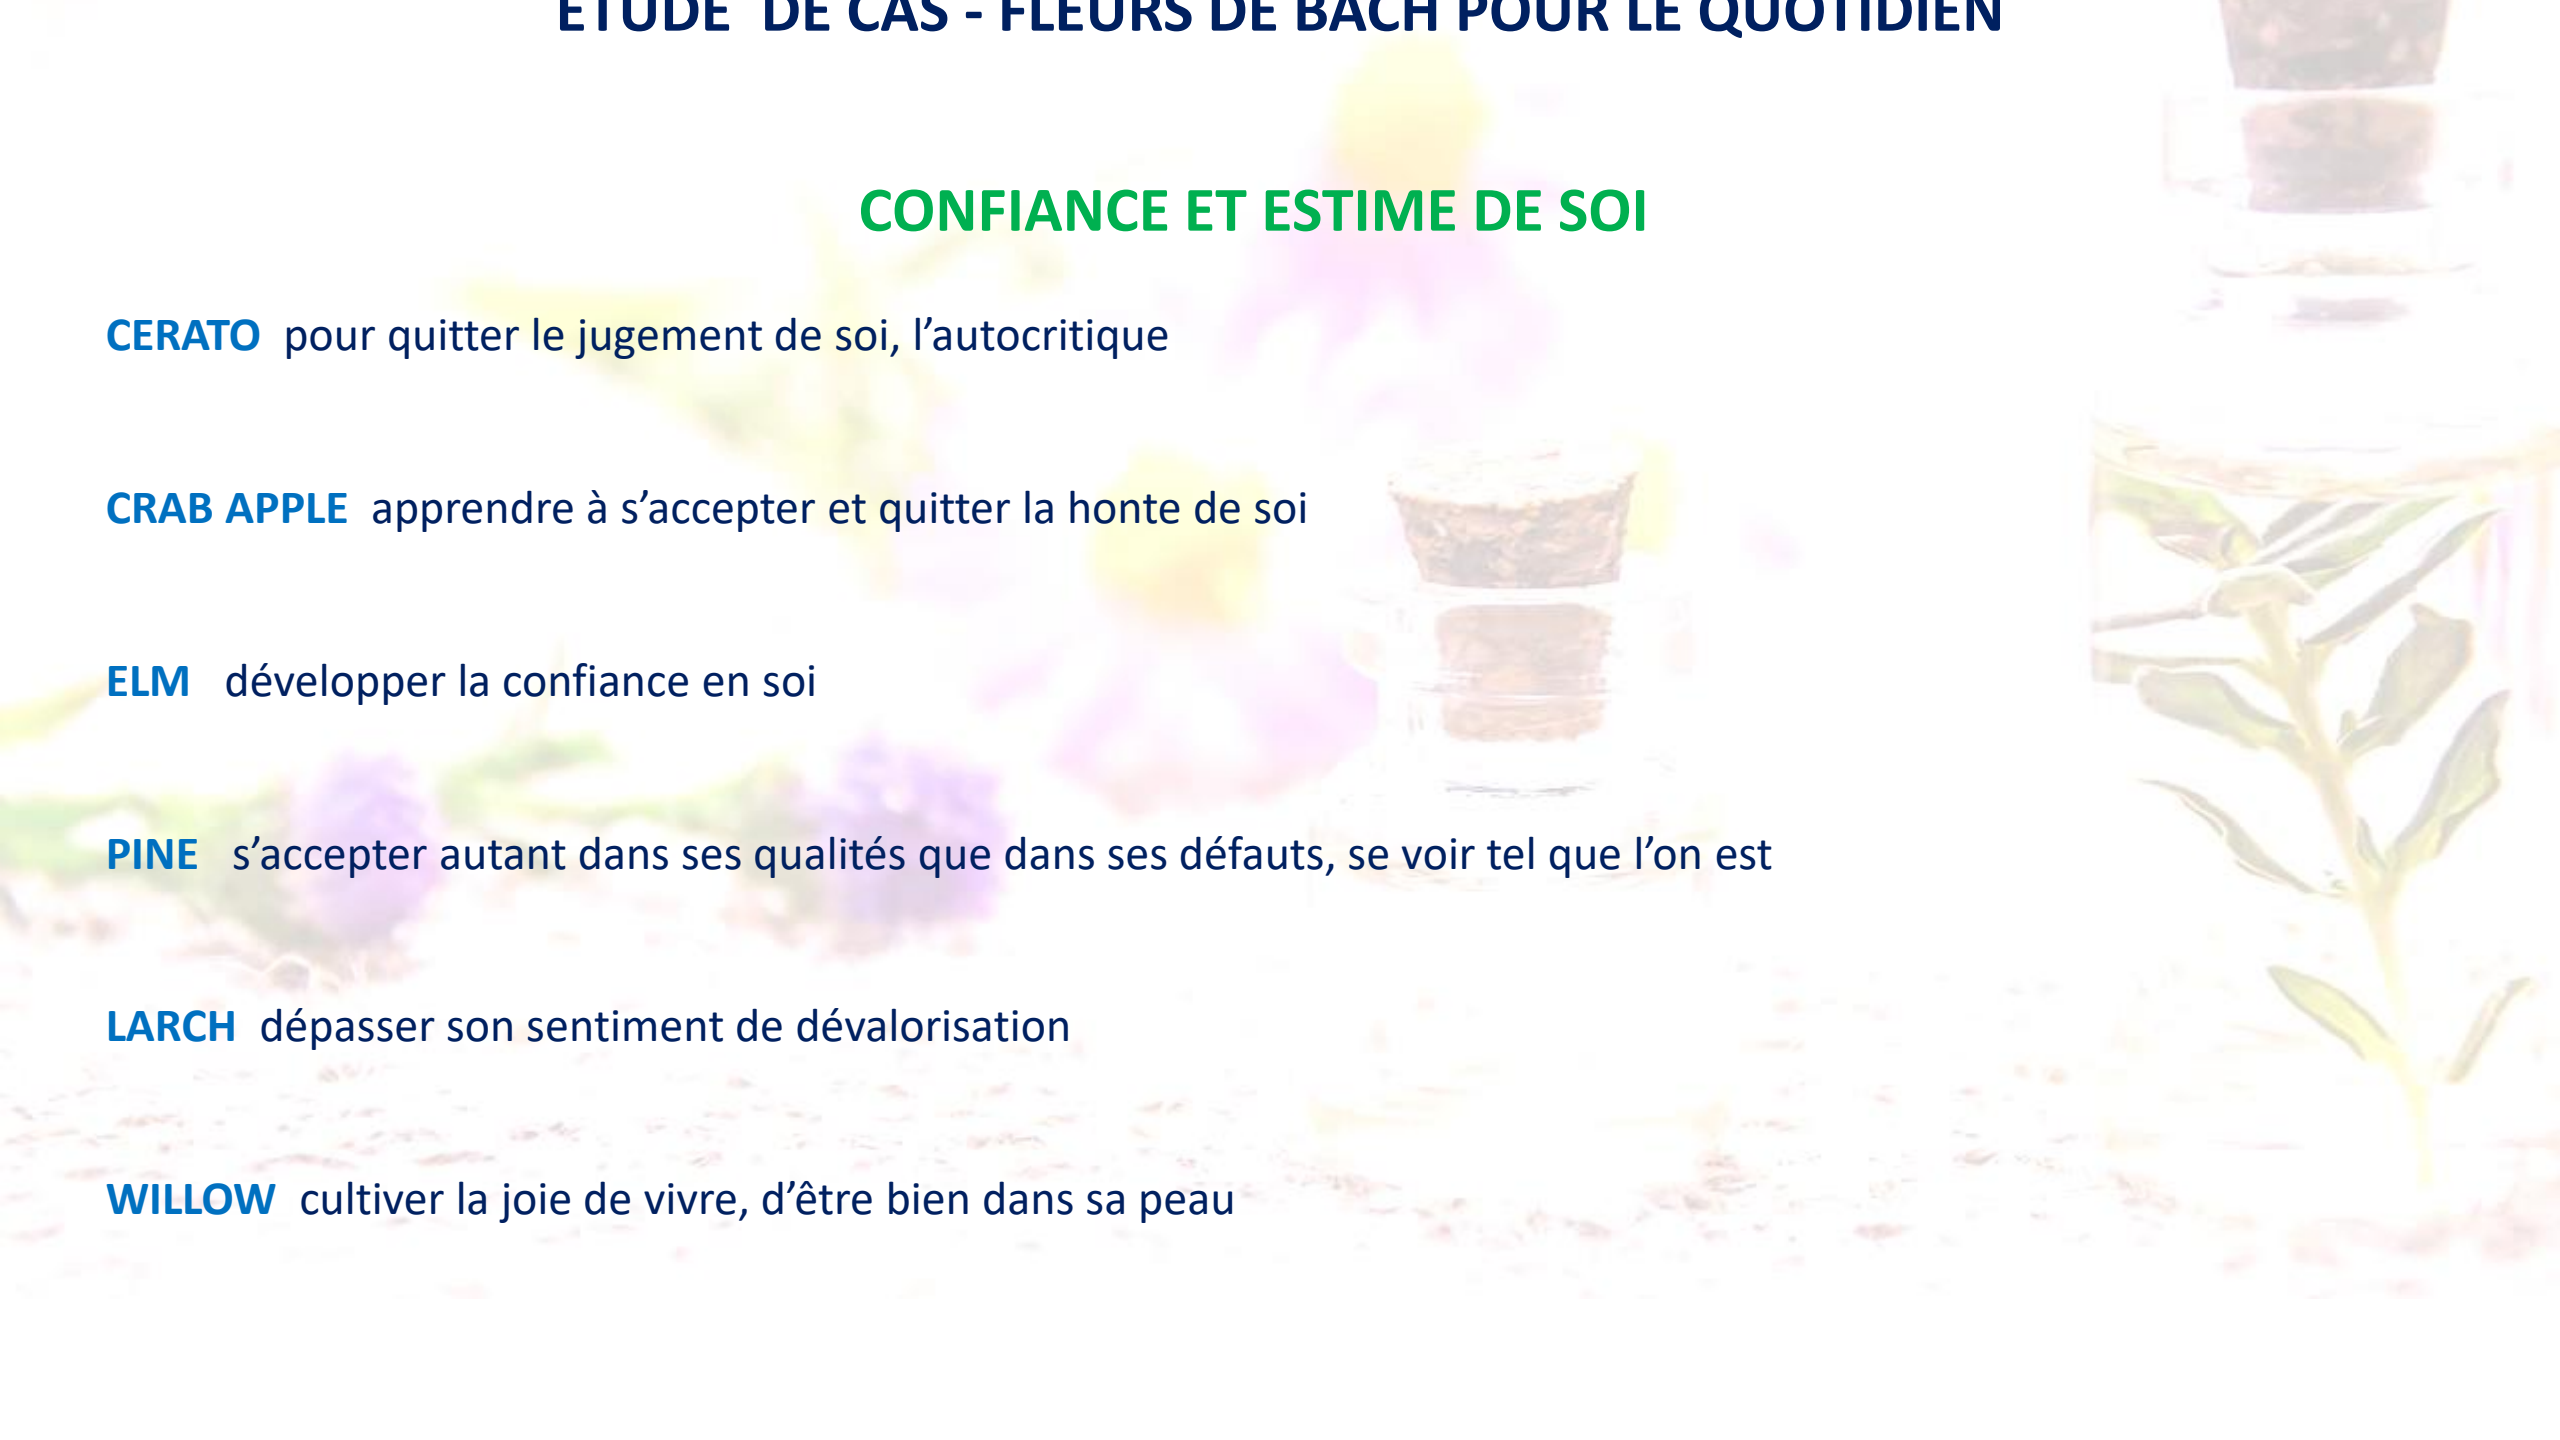 ETUDE DE CAS - FLEURS DE BACH POUR LE QUOTIDIEN
CONFIANCE ET ESTIME DE SOI
CERATO pour quitter le jugement de soi, l’autocritique
CRAB APPLE apprendre à s’accepter et quitter la honte de soi
ELM développer la confiance en soi
PINE s’accepter autant dans ses qualités que dans ses défauts, se voir tel que l’on est
LARCH dépasser son sentiment de dévalorisation
WILLOW cultiver la joie de vivre, d’être bien dans sa peau